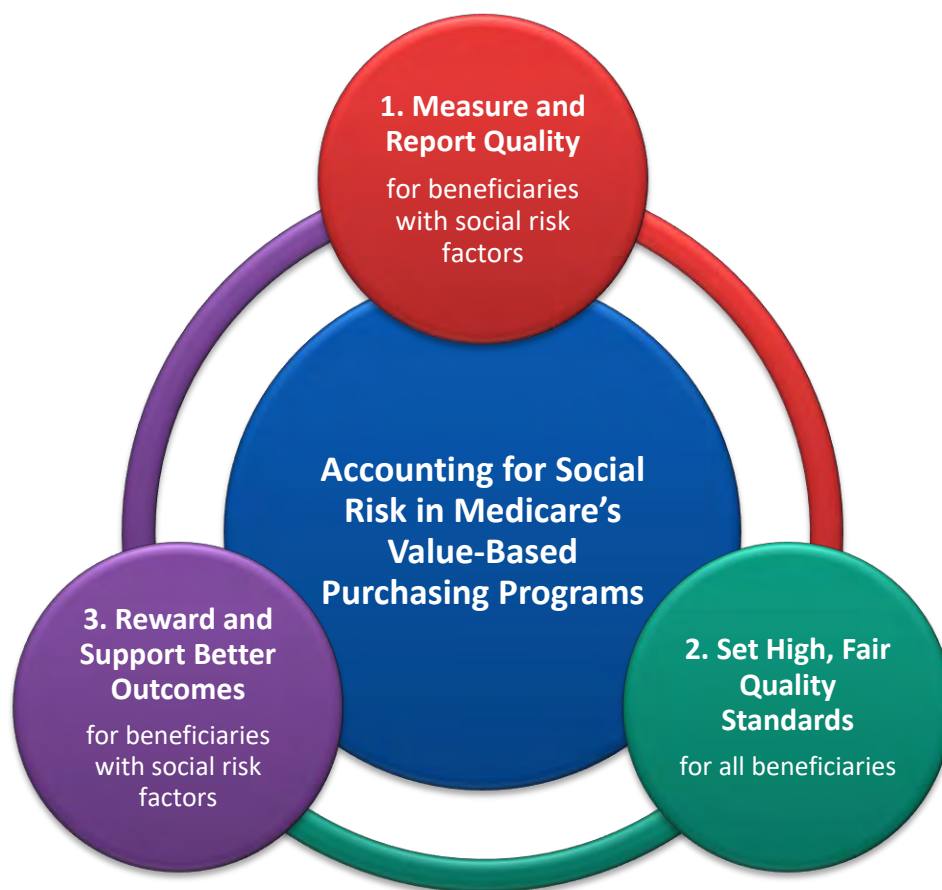 1. Measure and
Report Quality
for beneficiaries
with social risk
factors
Accounting for Social
Risk in Medicare’s
Value-Based
Purchasing Programs
2. Set High, Fair
Quality
Standards
for all beneficiaries
3. Reward and
Support Better
Outcomes
for beneficiaries
with social risk
factors